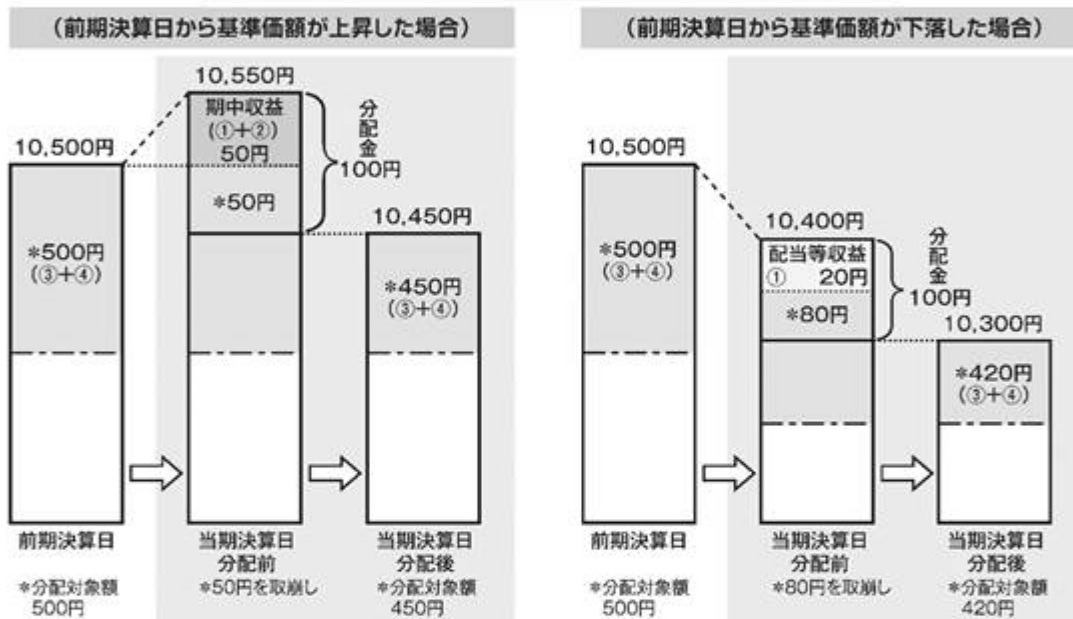 (前期決算日から基準価額が上昇した場合)
10,500円
*500円
(③+④)
前期決算日
*分配対象額
500円
10,550円
期中収益
(①+②)
50円
*50円
分配金
100円
当期決算日
分配前
*50円を取崩し
10,450円
*450円
(③+④)
当期決算日
分配後
*分配対象額
450円
(前期決算日から基準価額が下落した場合)
10,500円
*500円
(③+④)
前期決算日
*分配対象額
500円
10,400円
配当等収益
① 20円
*80円
分配金
100円
当期決算日
分配前
*80円を取崩し
10,300円
*420円
(③+④)
当期決算日
分配後
*分配対象額
420円